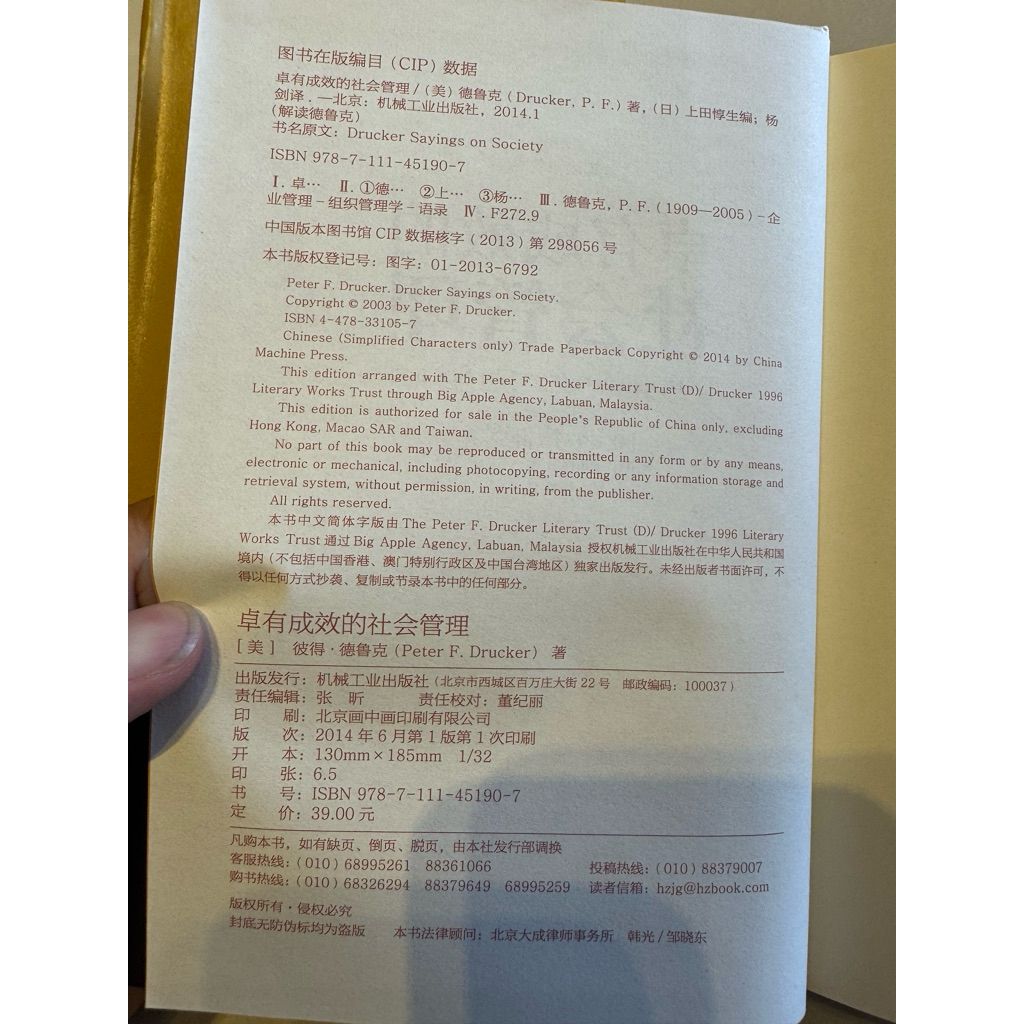 图书在版编目（CIP）数据
卓有成效的社会管理 /（美）德鲁克（Drucker, P. F.）著，（日）上田惇生编；杨
剑译．—北京：机械工业出版社，2014.1
（解读德鲁克）
书名原文：Drucker Sayings on Society
ISBN 978-7-111-45190-7
Ⅰ. 卓… Ⅱ. ①德… ②上… ③杨… Ⅲ. 德鲁克，P. F.（1909—2005）- 企
业管理 - 组织管理学 - 语录 Ⅳ . F272.9
中国版本图书馆 CIP 数据核字（2013）第 298056 号
本书版权登记号：图字：01-2013-6792
Peter F. Drucker. Drucker Sayings on Society.
Copyright © 2003 by Peter F. Drucker.
ISBN 4-478-33105-7
Chinese (Simplified Characters only) Trade Paperback Copyright © 2014 by China
Machine Press.
This edition arranged with The Peter F. Drucker Literary Trust (D)/ Drucker 1996
Literary Works Trust through Big Apple Agency, Labuan, Malaysia.
This edition is authorized for sale in the People's Republic of China only, excluding
Hong Kong, Macao SAR and Taiwan.
No part of this book may be reproduced or transmitted in any form or by any means,
electronic or mechanical, including photocopying, recording or any information storage and
retrieval system, without permission, in writing, from the publisher.
All rights reserved.
本书中文简体字版由 The Peter F. Drucker Literary Trust (D)/ Drucker 1996 Literary
Works Trust 通过 Big Apple Agency, Labuan, Malaysia 授权机械工业出版社在中华人民共和国
境内（不包括中国香港、澳门特别行政区及中国台湾地区）独家出版发行。未经出版者书面许可，不
得以任何方式抄袭、复制或节录本书中的任何部分。
卓有成效的社会管理
［美］ 彼得·德鲁克（Peter F. Drucker） 著
出版发行：机械工业出版社（北京市西城区百万庄大街 22 号 邮政编码：100037）
责任编辑：张 昕 责任校对：董纪丽
印 刷：北京画中画印刷有限公司
版 次：2014 年 6 月第 1 版第 1 次印刷
开 本：130mm×185mm 1/32
印 张：6.5
书 号：ISBN 978-7-111-45190-7
定 价：39.00 元
凡购本书，如有缺页、倒页、脱页，由本社发行部调换
客服热线：（010）68995261 88361066 投稿热线：（010）88379007
购书热线：（010）68326294 88379649 68995259 读者信箱：hzjg@hzbook.com
版权所有·侵权必究
封底无防伪标均为盗版 本书法律顾问：北京大成律师事务所 韩光 / 邹晓东